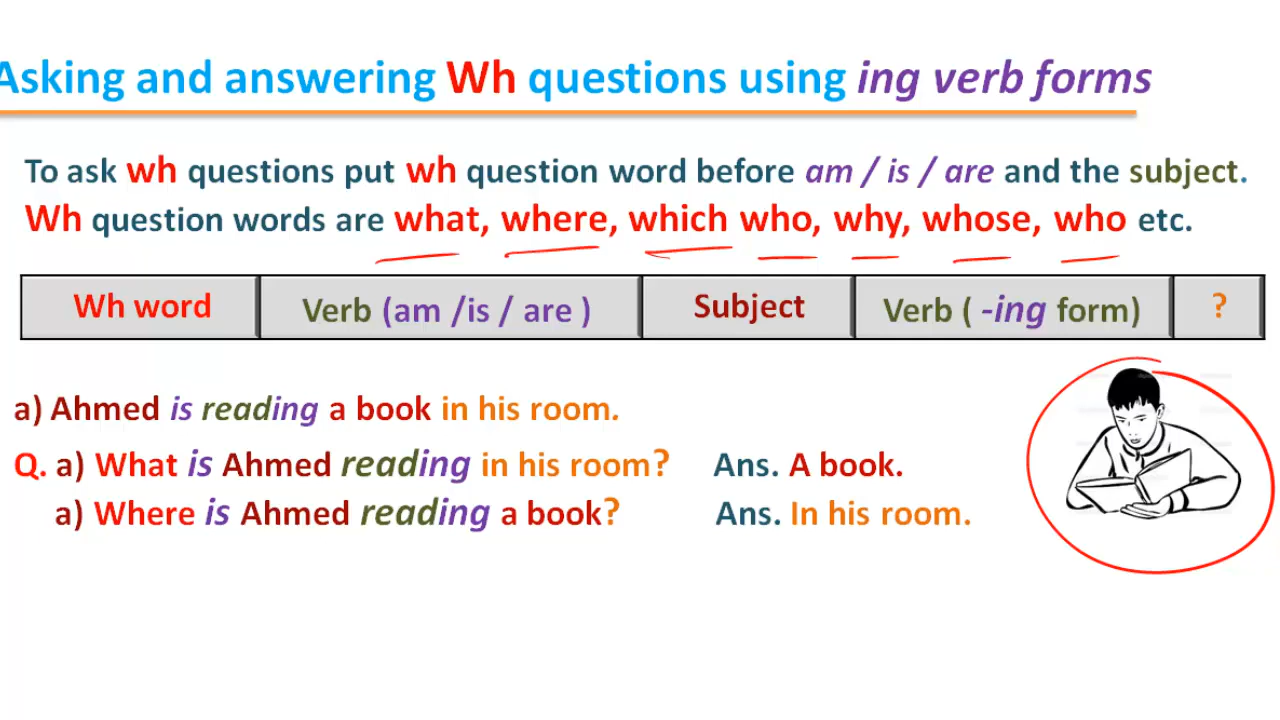 Asking and answering Wh questions using ing verb forms
To ask wh questions put wh question word before am / is / are and the subject.
Wh question words are what, where, which who, why, whose, who etc.
Wh word Verb (am /is / are ) Subject Verb ( -ing form) ?
a) Ahmed is reading a book in his room.
Q. a) What is Ahmed reading in his room? Ans. A book.
a) Where is Ahmed reading a book? Ans. In his room.